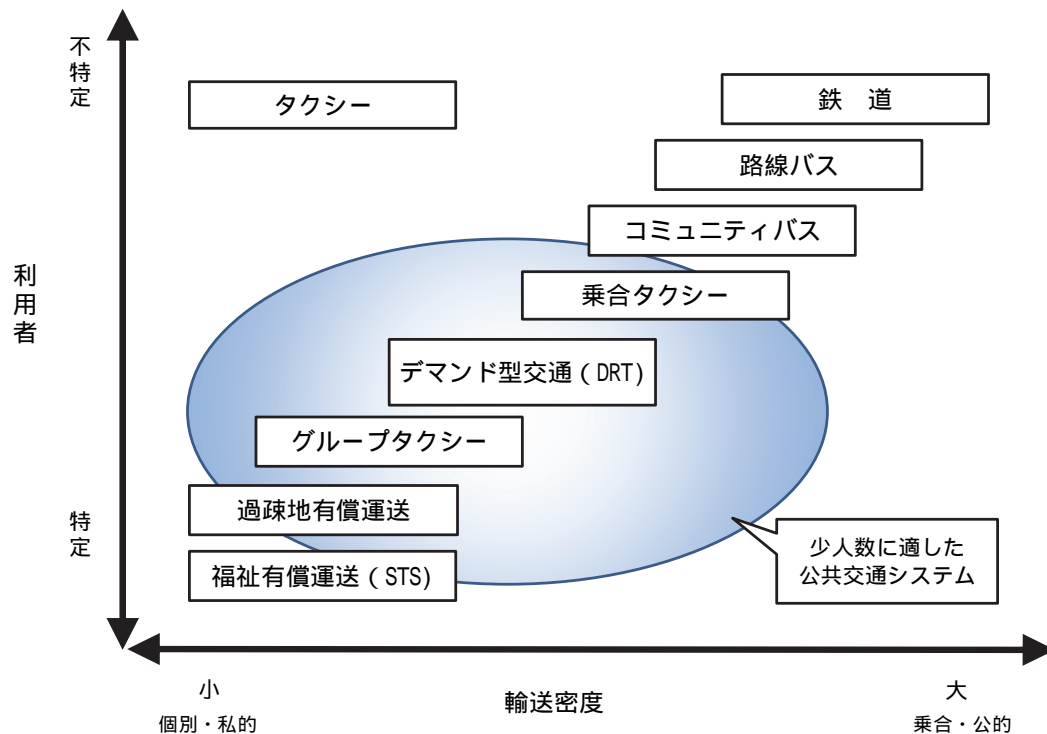 不特定
タクシー
鉄 道
路線バス
コミュニティバス
乗合タクシー
利用者
デマンド型交通(DRT)
グループタクシー
過疎地有償運送
特定
福祉有償運送(STS)
少人数に適した
公共交通システム
小
輸送密度
大
個別・私的
乗合・公的